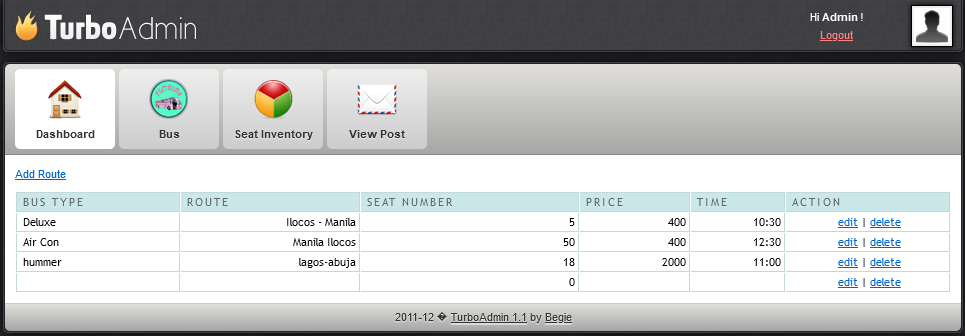 TurboAdmin
Hi Admin !
Logout
Dashboard
Bus
FLORIDA
Seat Inventory
View Post
Add Route
BUS TYPE ROUTE SEAT NUMBER PRICE TIME ACTION
Deluxe Ilocos - Manila 5 400 10:30 edit | delete
Air Con Manila Ilocos 50 400 12:30 edit | delete
hummer lagos-abuja 18 2000 11:00 edit | delete
0 edit | delete
2011-12 � TurboAdmin 1.1 by Begie